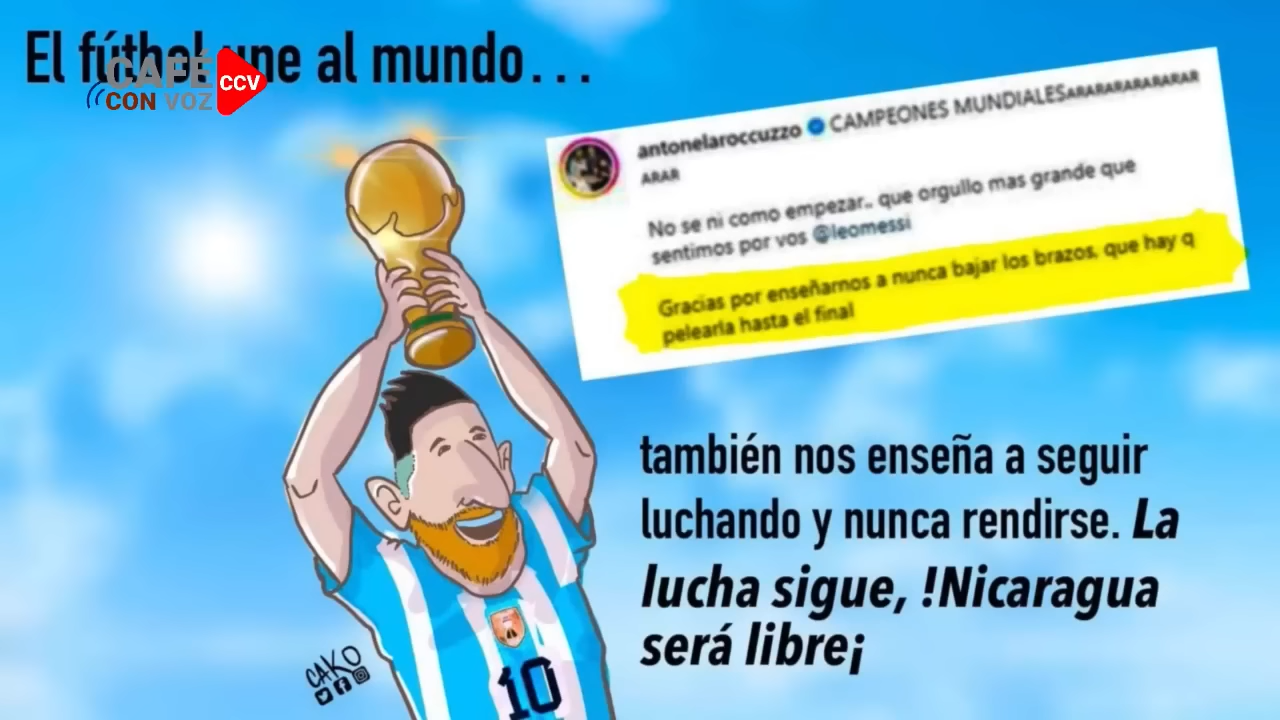 El fútbol une al mundo...
CAFÉ
CON VOZ
CCV
antonelaroccuzzo CAMPEONES MUNDIALESARARARARARARAR
ARAR
No se ni como empezar.. que orgullo mas grande que
sentimos por vos @leomessi
Gracias por enseñarnos a nunca bajar los brazos, que hay q
pelearla hasta el final
también nos enseña a seguir
luchando y nunca rendirse. La
lucha sigue, !Nicaragua
será libre¡
CAKO
10